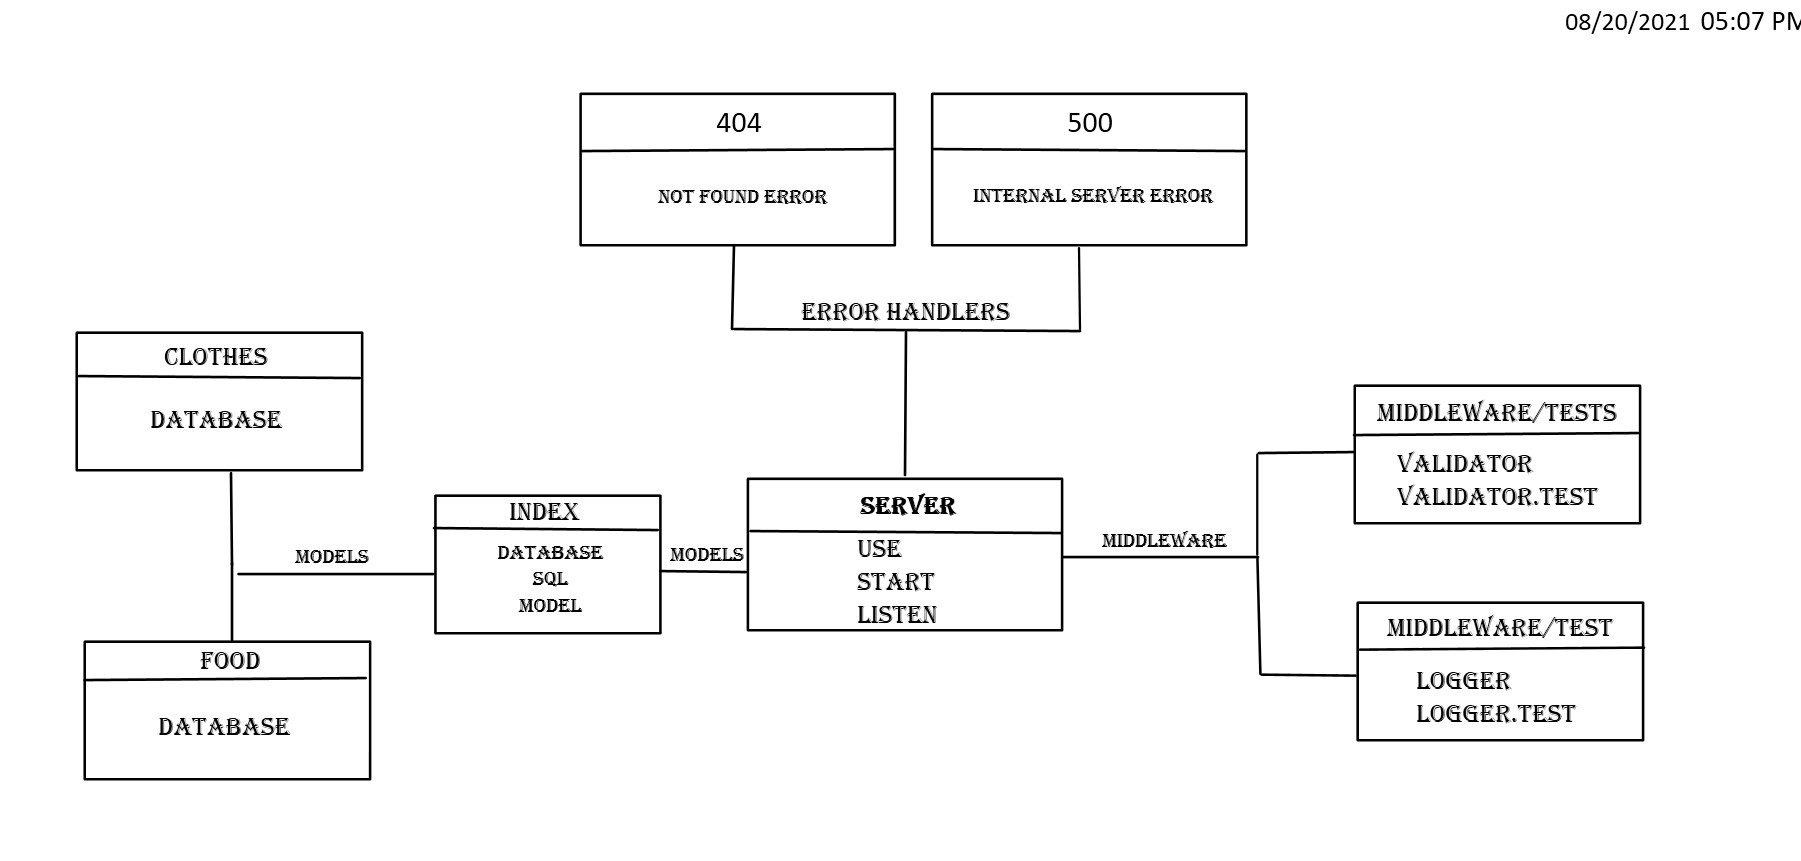 08/20/2021 05:07 PM
404
NOT FOUND ERROR
500
INTERNAL SERVER ERROR
ERROR HANDLERS
CLOTHES
DATABASE
MODELS
FOOD
DATABASE
INDEX
DATABASE
SQL
MODEL
MODELS
SERVER
USE
START
LISTEN
MIDDLEWARE
MIDDLEWARE/TESTS
VALIDATOR
VALIDATOR.TEST
MIDDLEWARE/TEST
LOGGER
LOGGER.TEST